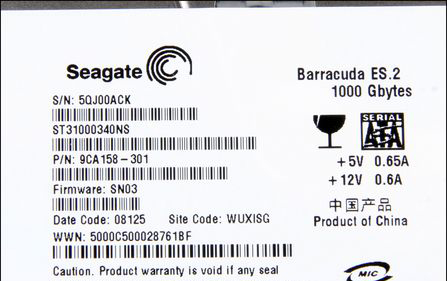 Seagate
Barracuda ES.2
1000 Gbytes
S/N: 5QJ00ACK
ST31000340NS
P/N: 9CA158-301
Firmware: SN03
Date Code: 08125 Site Code: WUXISG
WWN: 5000C500028761BF
Caution. Product warranty is void if any seal
SERIAL
ATA
+5V 0.65A
+12V 0.6A
中国产品
Product of China
MIC